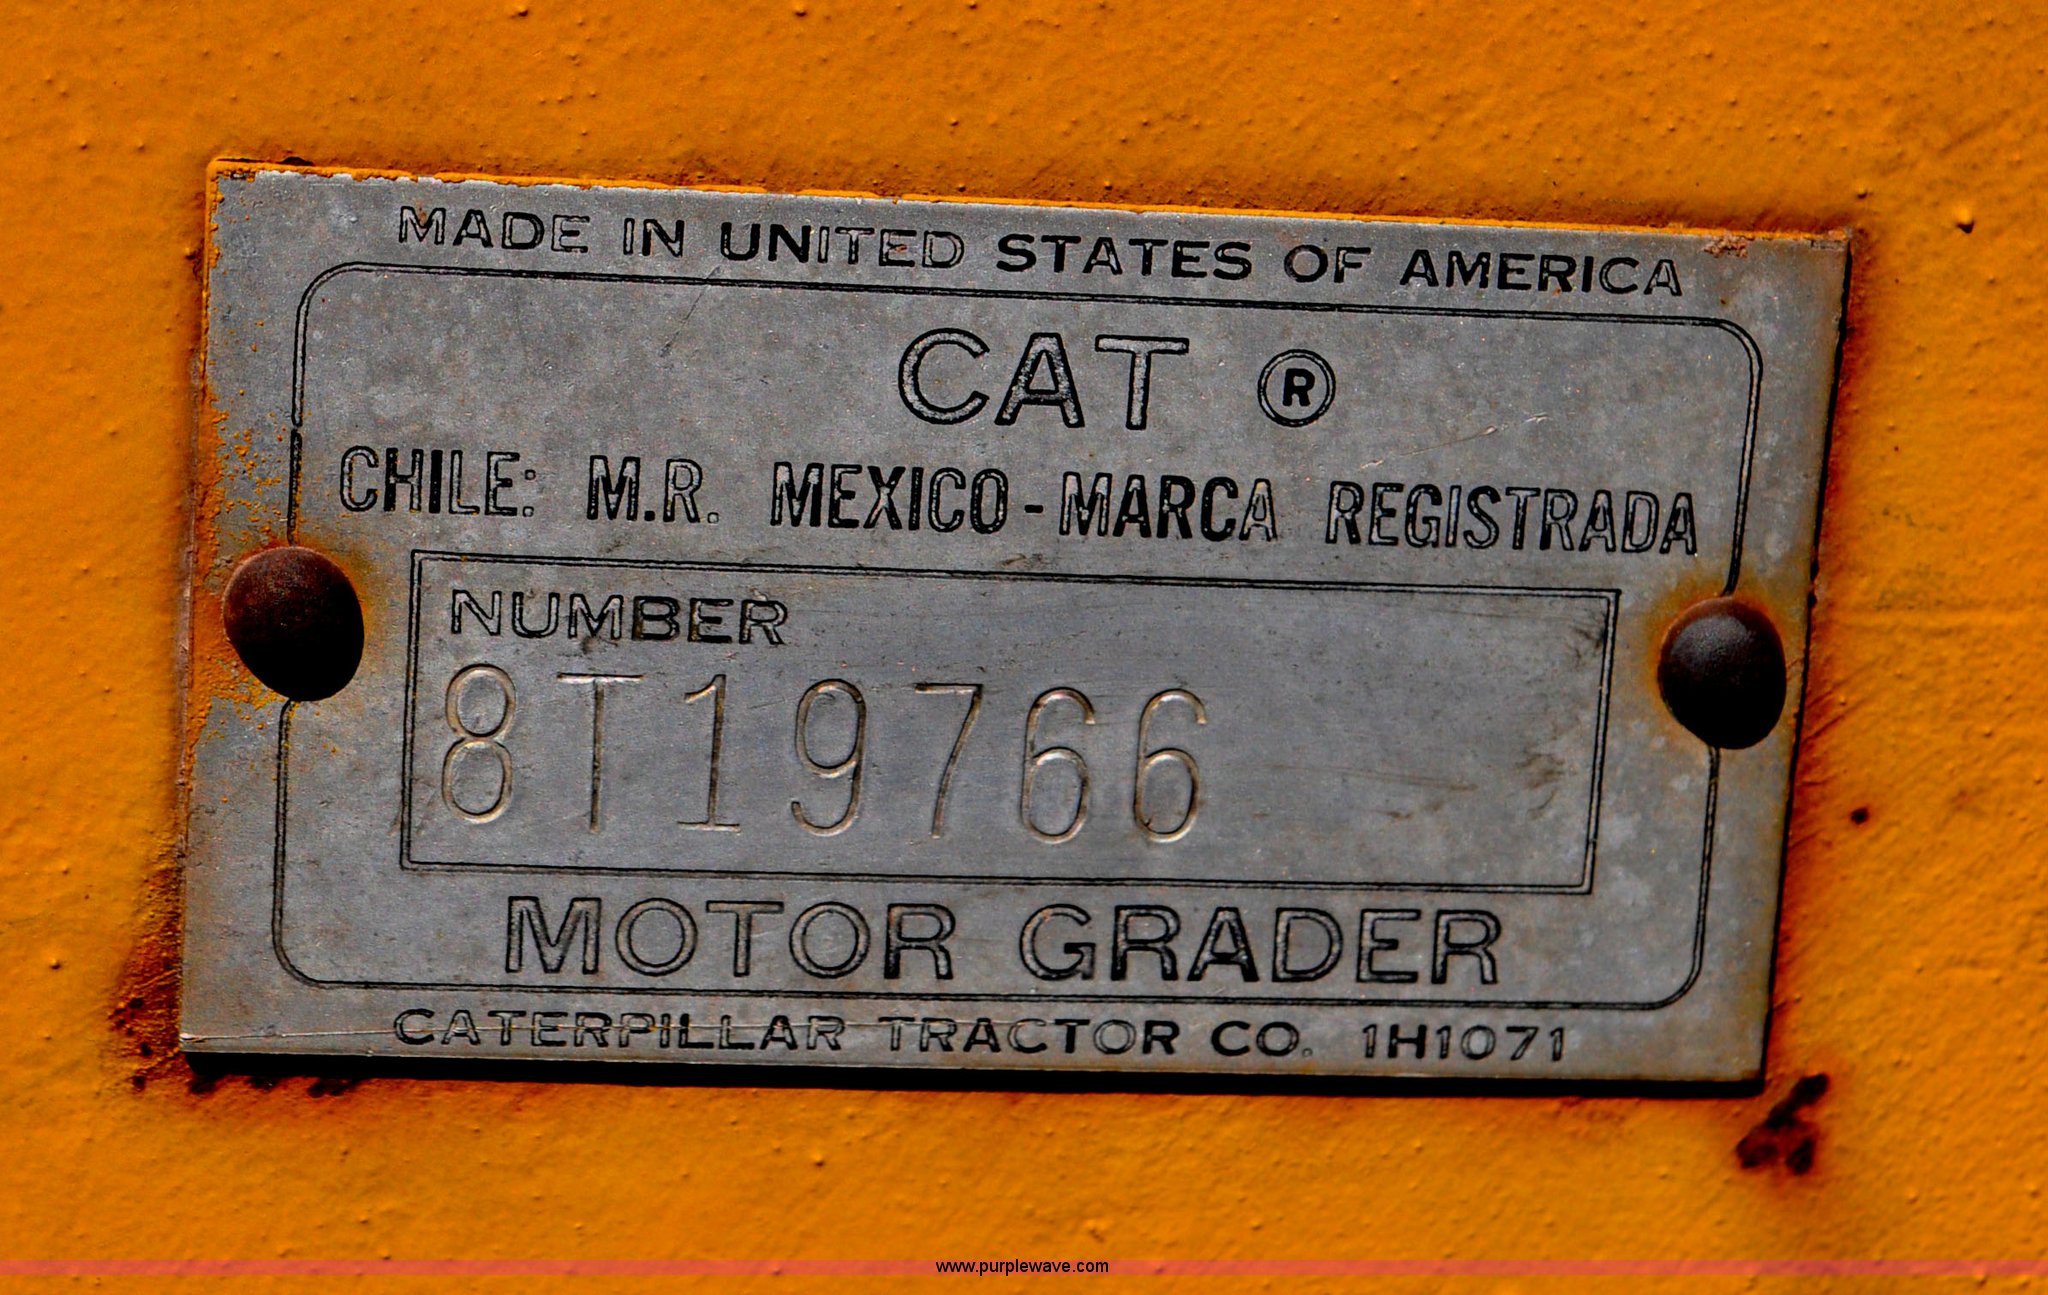 MADE IN UNITED STATES OF AMERICA
CAT ®
CHILE: M.R. MEXICO-MARCA REGISTRADA
NUMBER
8T19766
MOTOR GRADER
CATERPILLAR TRACTOR CO. 1H1071
www.purplewave.com